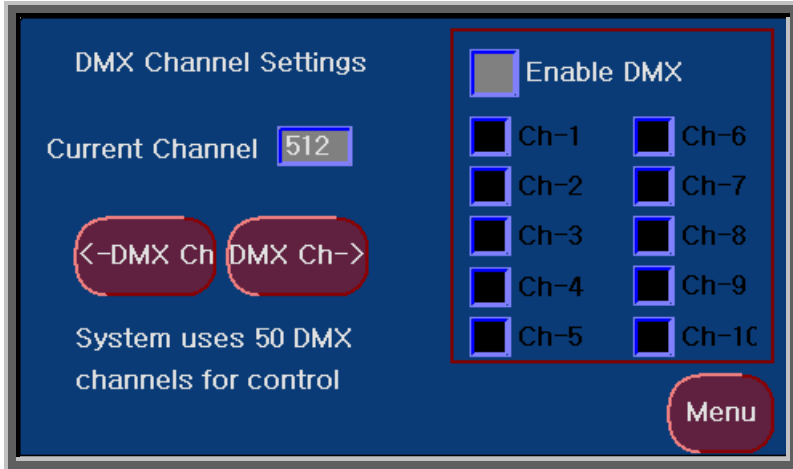 DMX Channel Settings
Current Channel 512
<-DMX Ch DMX Ch->
System uses 50 DMX
channels for control
Enable DMX
Ch-1 Ch-6
Ch-2 Ch-7
Ch-3 Ch-8
Ch-4 Ch-9
Ch-5 Ch-10
Menu